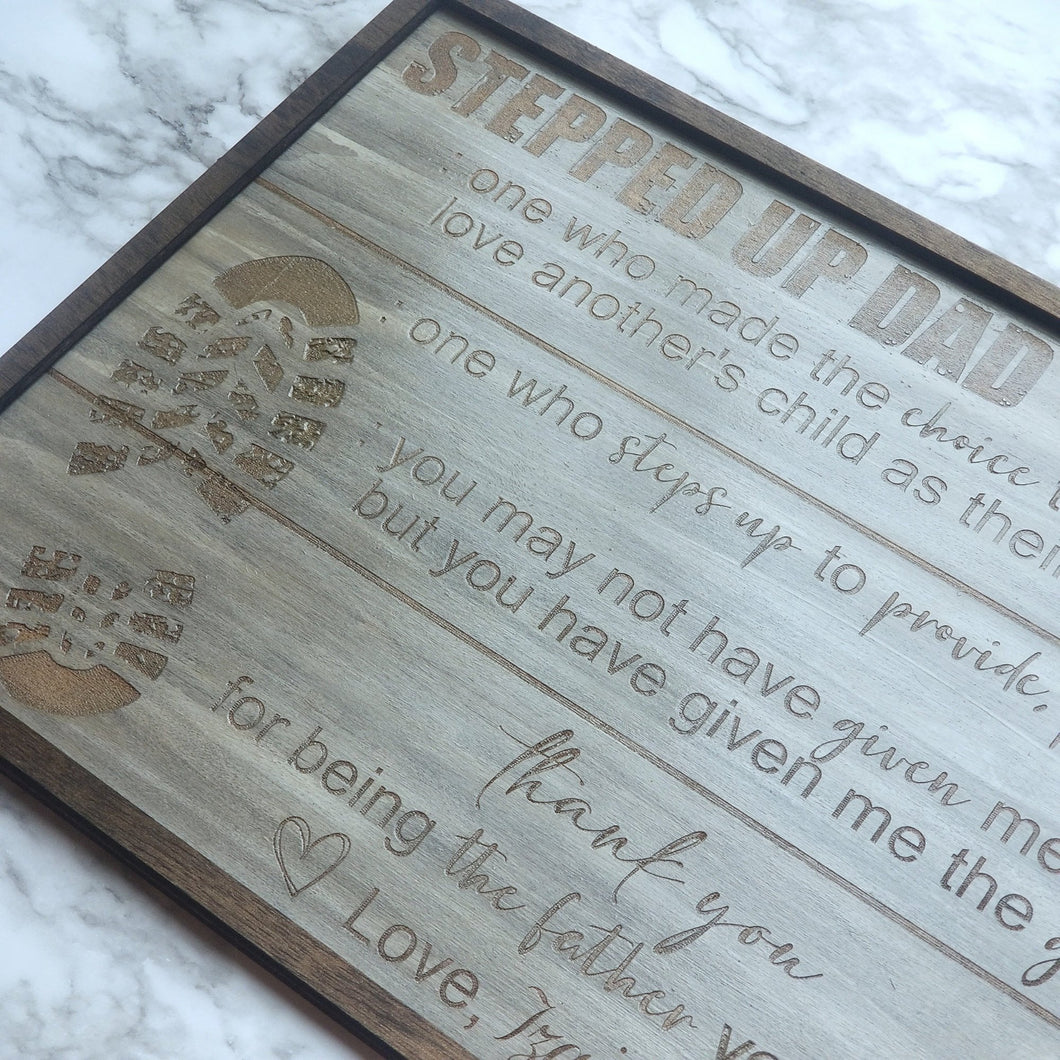 STEPPED UP DAD
one who made the choice
love another's child as their
one who steps up to provide,
you may not have given me
but you have given me the
thank you
for being the father
Love,